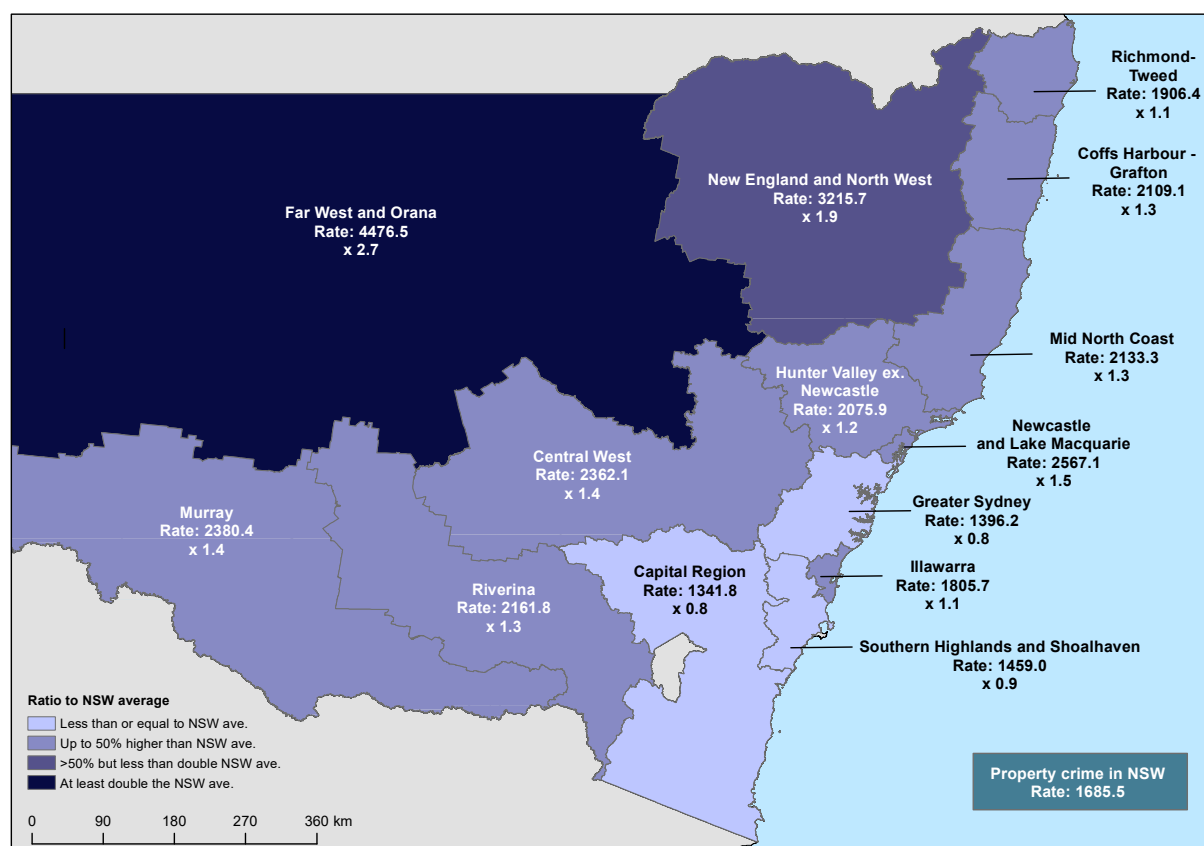 Richmond-
Tweed
Rate: 1906.4
x 1.1
Coffs Harbour -
Grafton
Rate: 2109.1
x 1.3
New England and North West
Rate: 3215.7
x 1.9
Far West and Orana
Rate: 4476.5
x 2.7
Mid North Coast
Rate: 2133.3
x 1.3
Hunter Valley ex.
Newcastle
Rate: 2075.9
x 1.2
Newcastle
and Lake Macquarie
Rate: 2567.1
x 1.5
Central West
Rate: 2362.1
x 1.4
Greater Sydney
Rate: 1396.2
x 0.8
Murray
Rate: 2380.4
x 1.4
Illawarra
Rate: 1805.7
x 1.1
Capital Region
Rate: 1341.8
x 0.8
Riverina
Rate: 2161.8
x 1.3
Southern Highlands and Shoalhaven
Rate: 1459.0
x 0.9
Ratio to NSW average
Less than or equal to NSW ave.
Up to 50% higher than NSW ave.
>50% but less than double NSW ave.
At least double the NSW ave.
0 90 180 270 360 km
Property crime in NSW
Rate: 1685.5